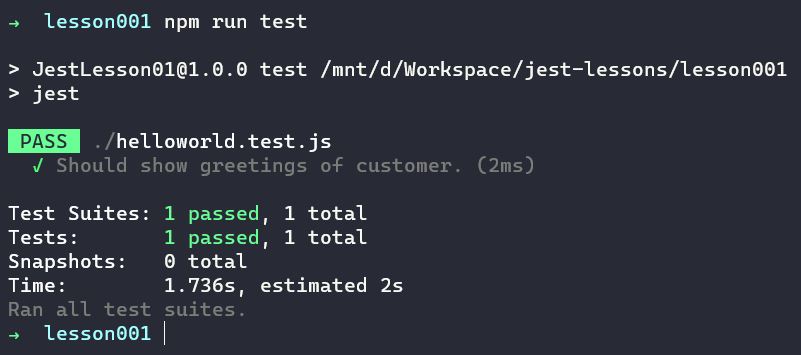 → lesson001 npm run test
> JestLesson01@1.0.0 test /mnt/d/Workspace/jest-lessons/lesson001
> jest
PASS ./helloworld.test.js
✓ Should show greetings of customer. (2ms)
Test Suites: 1 passed, 1 total
Tests: 1 passed, 1 total
Snapshots: 0 total
Time: 1.736s, estimated 2s
Ran all test suites.
→ lesson001